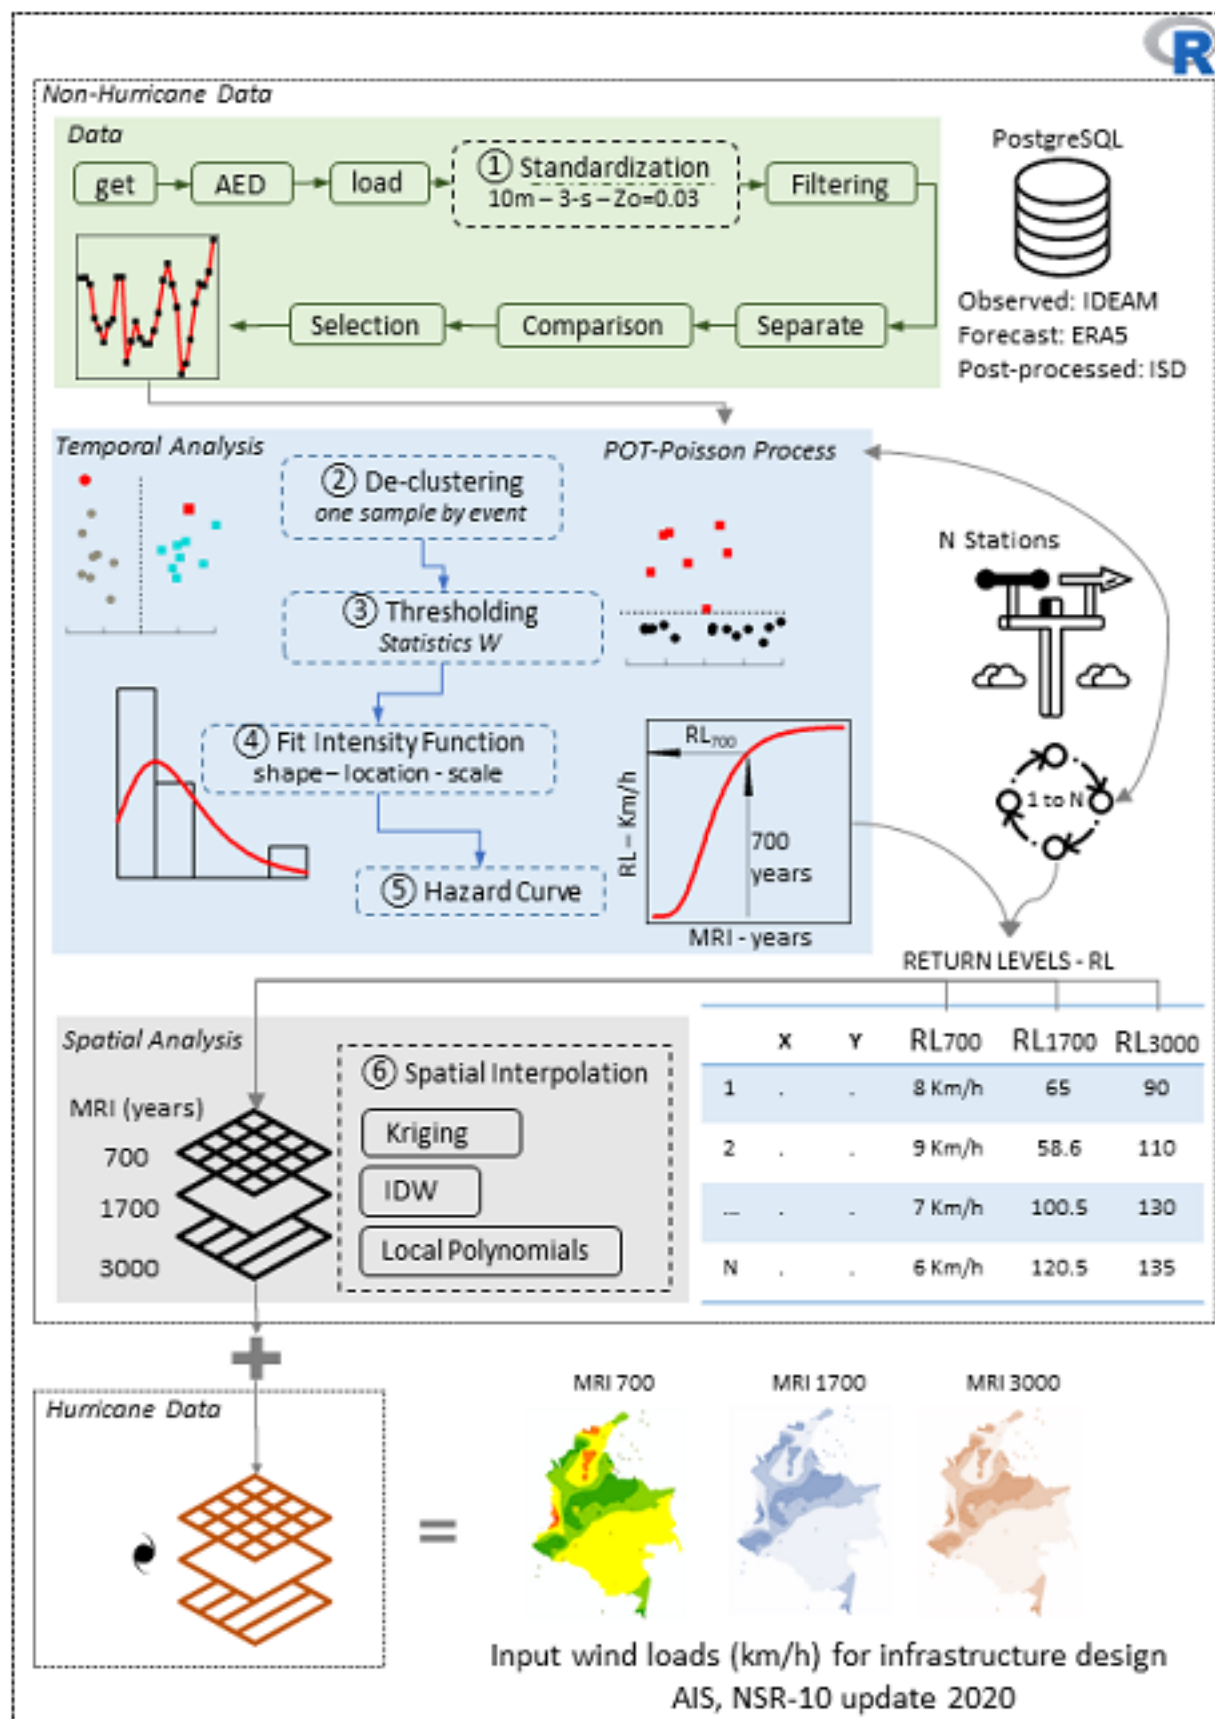 R
Non-Hurricane Data
Data
get
AED
load
① Standardization
10m – 3-s – Zo=0.03
Filtering
PostgreSQL
Selection
Comparison
Separate
Observed: IDEAM
Forecast: ERA5
Post-processed: ISD
Temporal Analysis
POT-Poisson Process
② De-clustering
one sample by event
N Stations
③ Thresholding
Statistics W
④ Fit Intensity Function
shape – location - scale
RL700
RL – Km/h
700
years
1 to N
⑤ Hazard Curve
MRI - years
RETURN LEVELS - RL
Spatial Analysis
MRI (years)
700
1700
3000
⑥ Spatial Interpolation
Kriging
IDW
Local Polynomials
X Y RL700 RL1700 RL3000
1 . . 8 Km/h 65 90
2 . . 9 Km/h 58.6 110
... . . 7 Km/h 100.5 130
N . . 6 Km/h 120.5 135
Hurricane Data
MRI 700
MRI 1700
MRI 3000
Input wind loads (km/h) for infrastructure design
AIS, NSR-10 update 2020